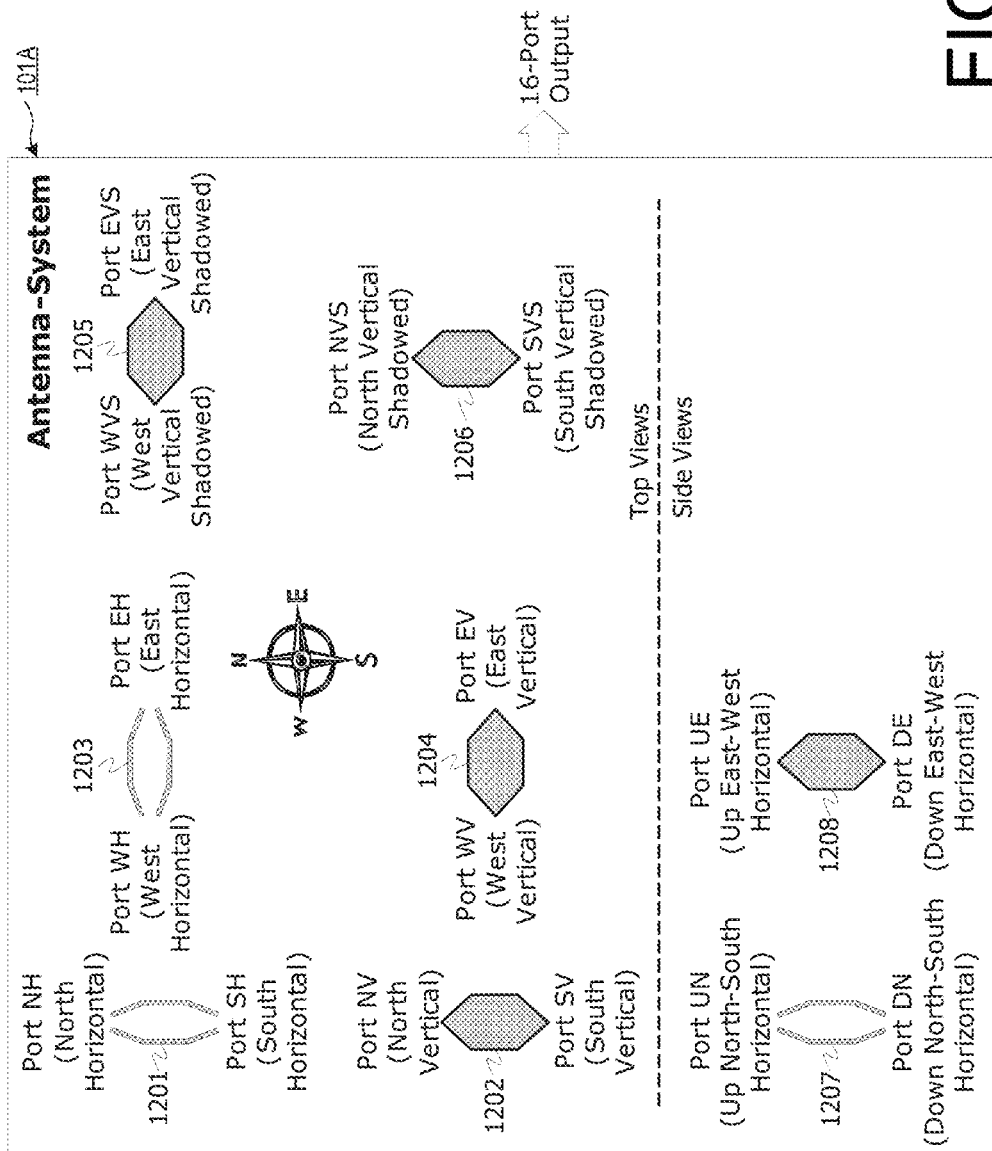 101A
Antenna-System
Port NH
(North
Horizontal)
1201
Port SH
(South
Horizontal)
1203
Port WH
(West
Horizontal)
Port EH
(East
Horizontal)
1205
Port WVS
(West
Vertical
Shadowed)
Port EVS
(East
Vertical
Shadowed)
N
W
E
S
Port NV
(North
Vertical)
1202
Port SV
(South
Vertical)
1204
Port WV
(West
Vertical)
Port EV
(East
Vertical)
Port NVS
(North Vertical
Shadowed)
1206
Port SVS
(South Vertical
Shadowed)
16-Port
Output
Top Views
Side Views
Port UN
(Up North-South
Horizontal)
1207
Port DN
(Down North-South
Horizontal)
Port UE
(Up East-West
Horizontal)
1208
Port DE
(Down East-West
Horizontal)